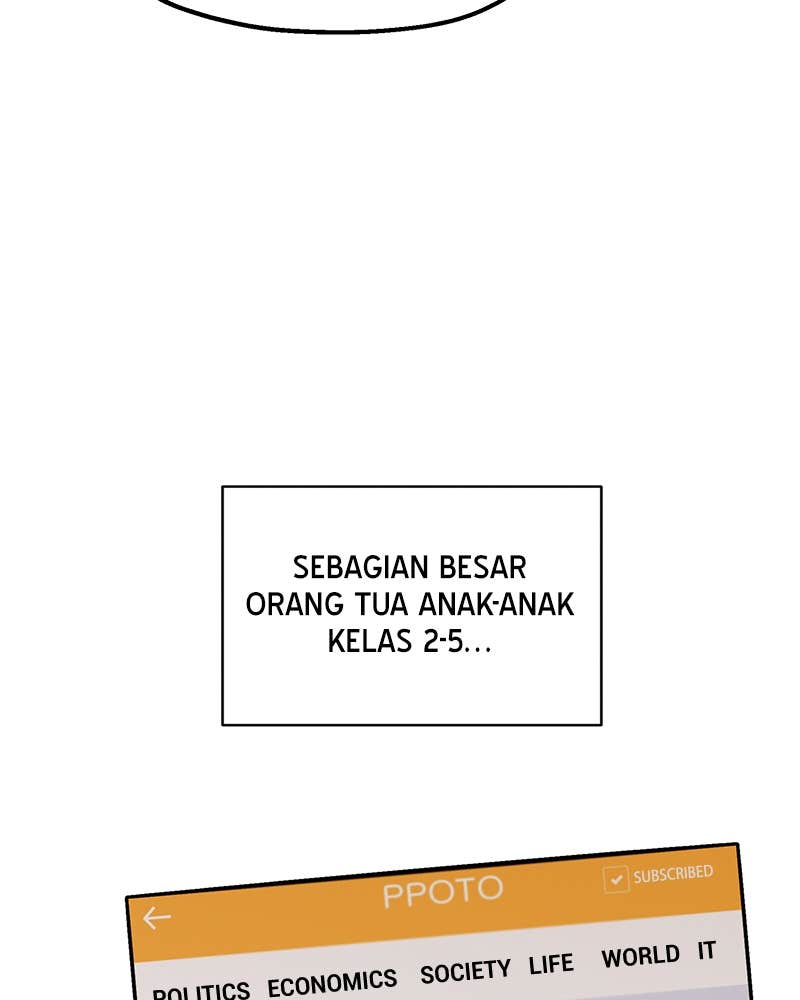 SEBAGIAN BESAR
ORANG TUA ANAK-ANAK
KELAS 2-5...
PPOTO
SUBSCRIBED
POLITICS ECONOMICS SOCIETY LIFE WORLD IT